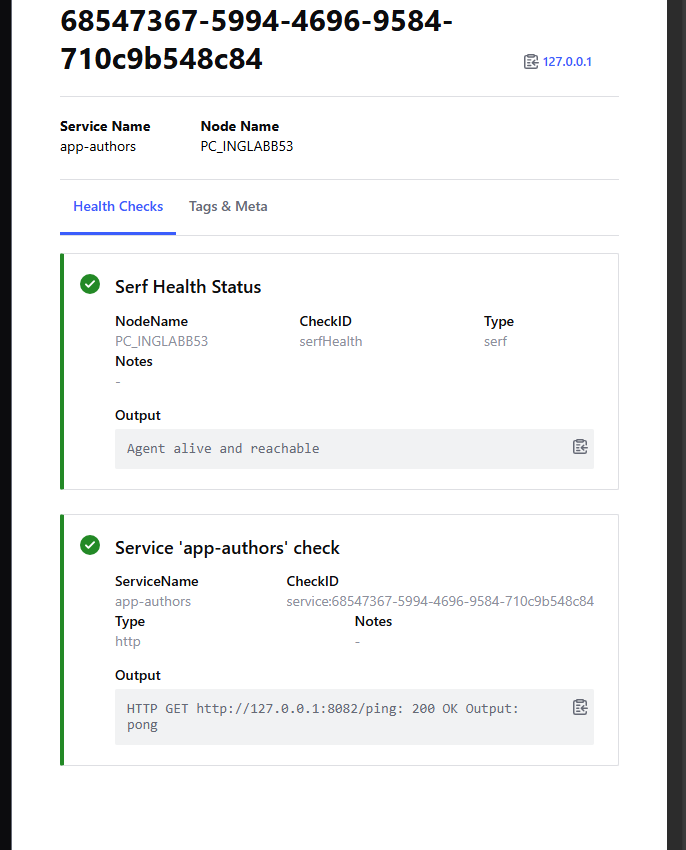 68547367-5994-4696-9584-
710c9b548c84
127.0.0.1
Service Name Node Name
app-authors PC_INGLABB53
Health Checks Tags & Meta
Serf Health Status
NodeName CheckID Type
PC_INGLABB53 serfHealth serf
Notes
-
Output
Agent alive and reachable
Service 'app-authors' check
ServiceName CheckID
app-authors service:68547367-5994-4696-9584-710c9b548c84
Type Notes
http -
Output
HTTP GET http://127.0.0.1:8082/ping: 200 OK Output:
pong